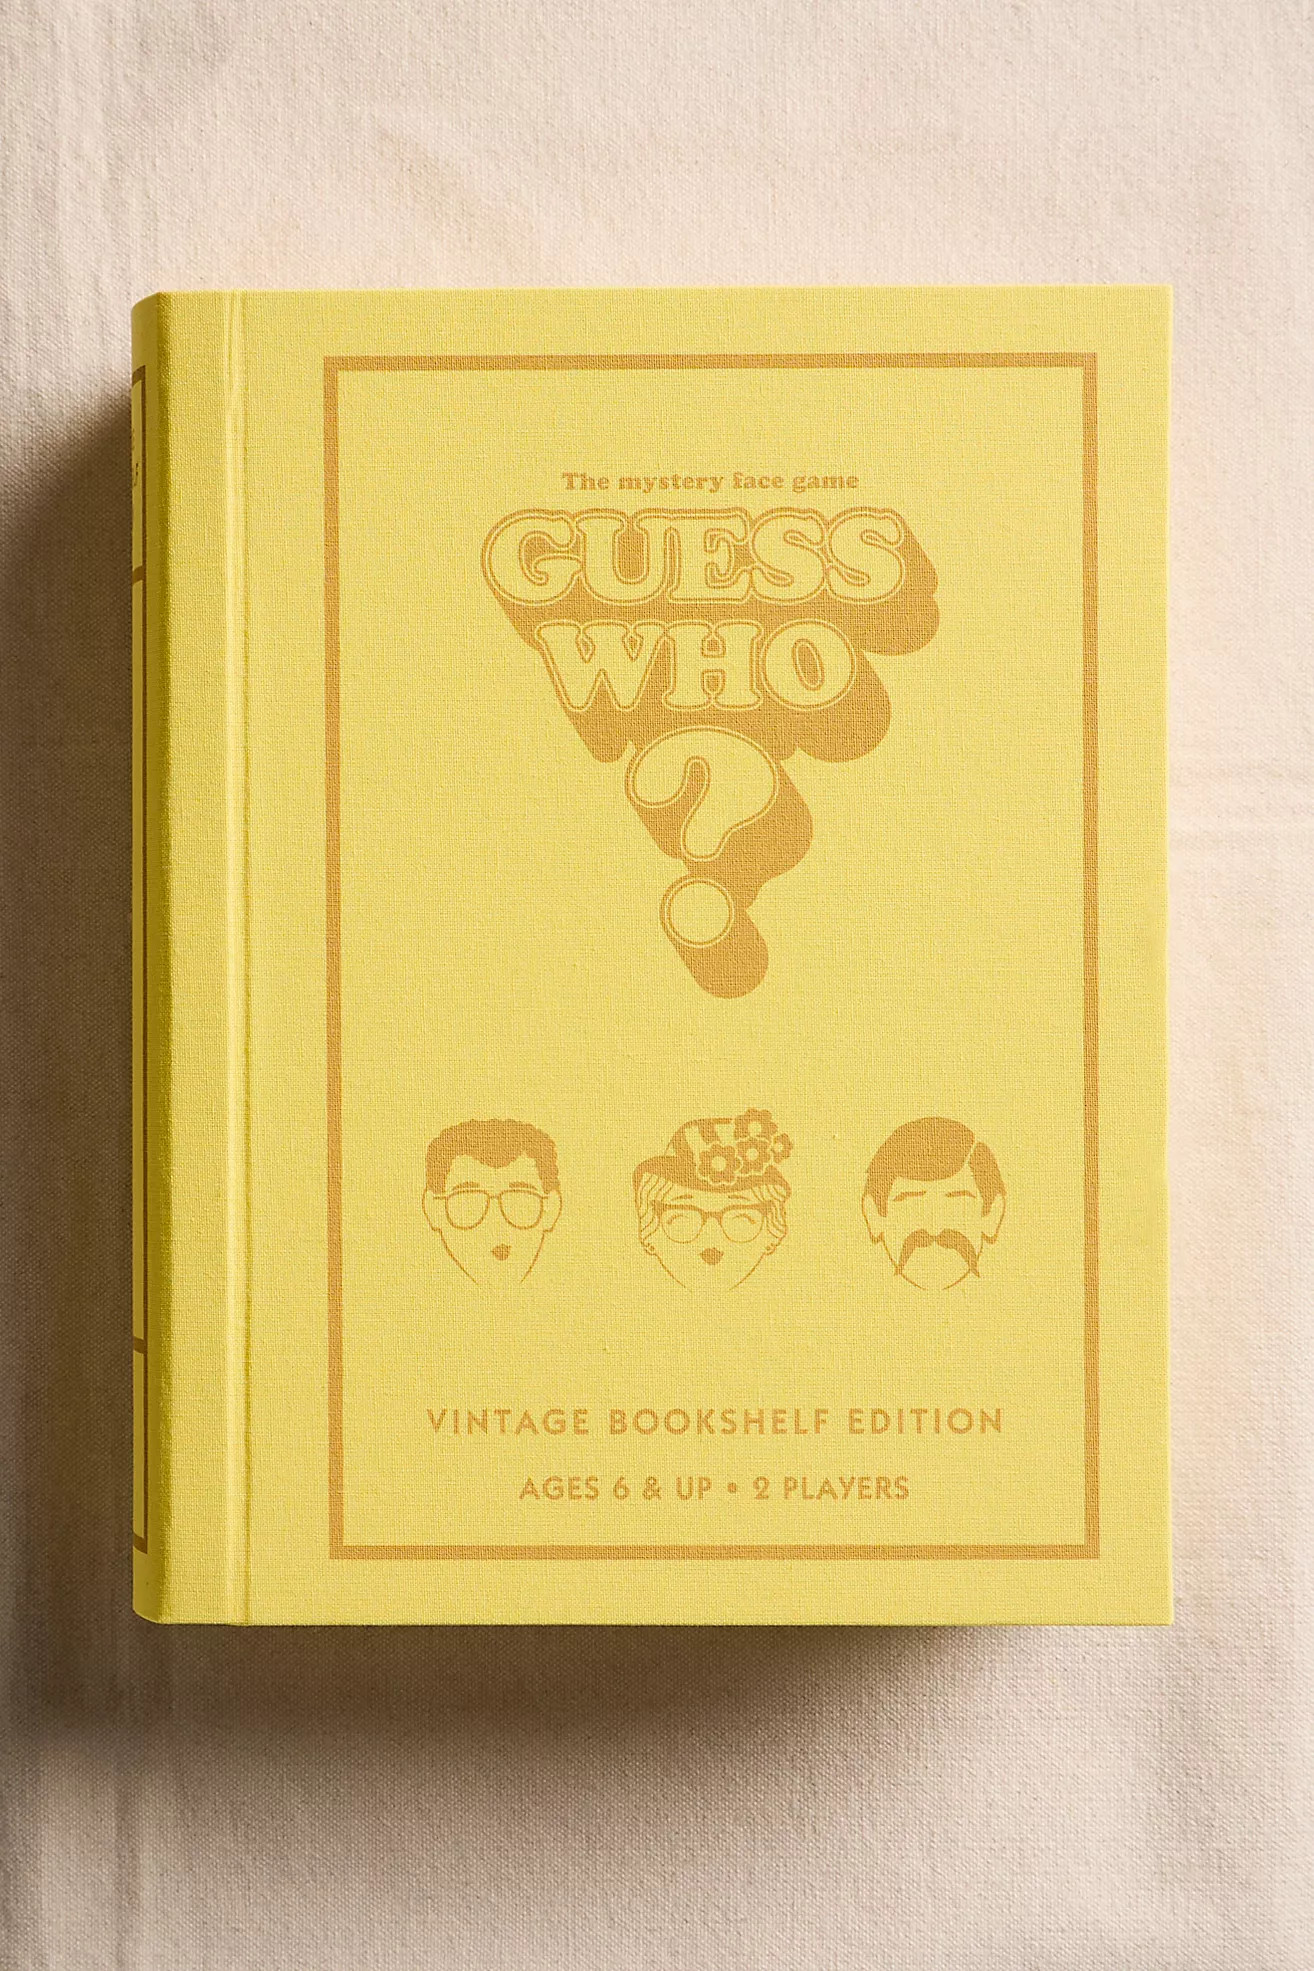 The mystery face game
GUESS
WHO
?
VINTAGE BOOKSHELF EDITION
AGES 6 & UP • 2 PLAYERS